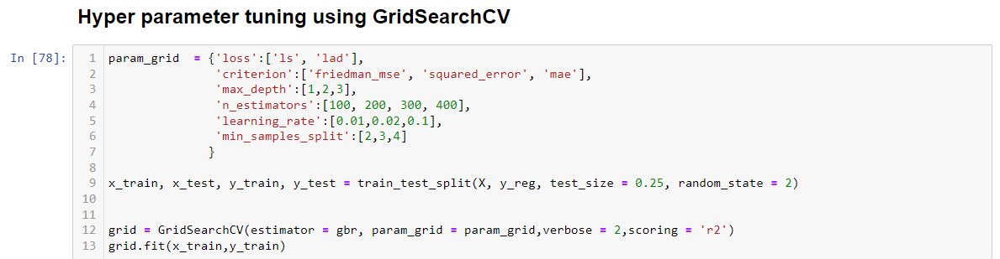 Hyper parameter tuning using GridSearchCV
In [78]:
1 param_grid  = {'loss':['ls', 'lad'],
2                'criterion':['friedman_mse', 'squared_error', 'mae'],
3                'max_depth':[1,2,3],
4                'n_estimators':[100, 200, 300, 400],
5                'learning_rate':[0.01,0.02,0.1],
6                'min_samples_split':[2,3,4]
7               }
8
9 x_train, x_test, y_train, y_test = train_test_split(X, y_reg, test_size = 0.25, random_state = 2)
10
11
12 grid = GridSearchCV(estimator = gbr, param_grid = param_grid,verbose = 2,scoring = 'r2')
13 grid.fit(x_train,y_train)